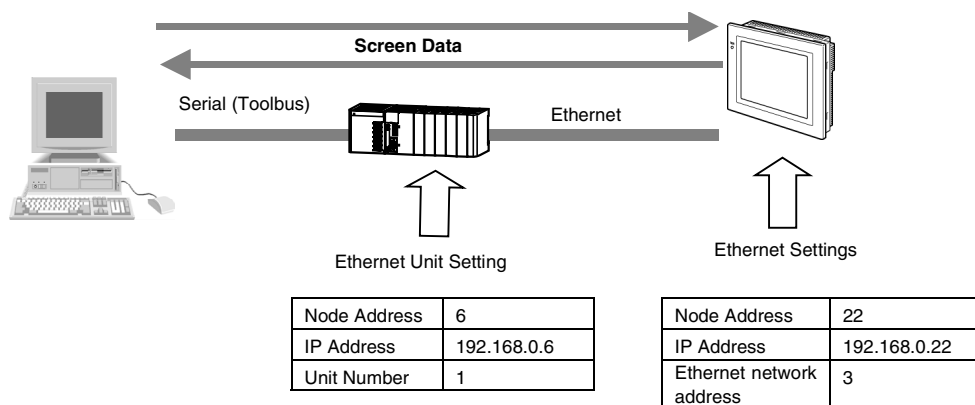 Screen Data
Serial (Toolbus)
Ethernet
Ethernet Unit Setting
Ethernet Settings
Node Address 6
IP Address 192.168.0.6
Unit Number 1
Node Address 22
IP Address 192.168.0.22
Ethernet network
address 3